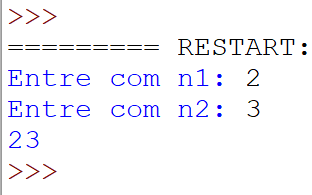 >>>
========= RESTART:
Entre com n1: 2
Entre com n2: 3
23
>>>